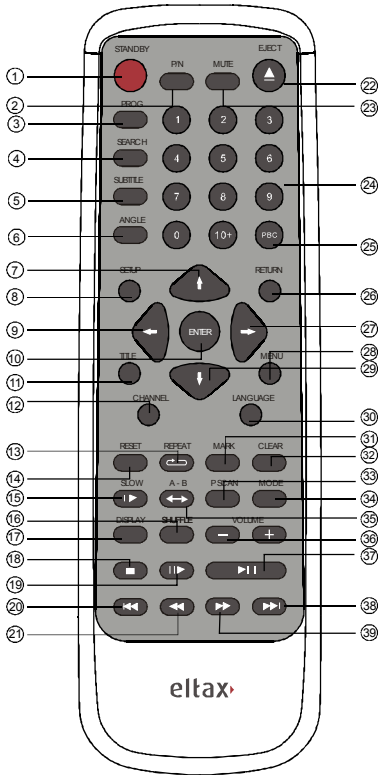 STANDBY EJECT
P/N MUTE
1 22
2 23
PROG
3 1 2 3
SEARCH
4 4 5 6
SUBTITLE 24
5 7 8 9
ANGLE
6 0 10+ PBC
25
7
SETUP RETURN
8 26
9 ENTER 27
10
TITLE MENU 28
11 29
12 CHANNEL LANGUAGE
30
13 31
RESET REPEAT MARK CLEAR
14 32
33
SLOW A - B P.SCAN MODE
15 34
16 35
DISPLAY SHUFFLE VOLUME
17 − + 36
18 37
19
20 38
21 39
eltax